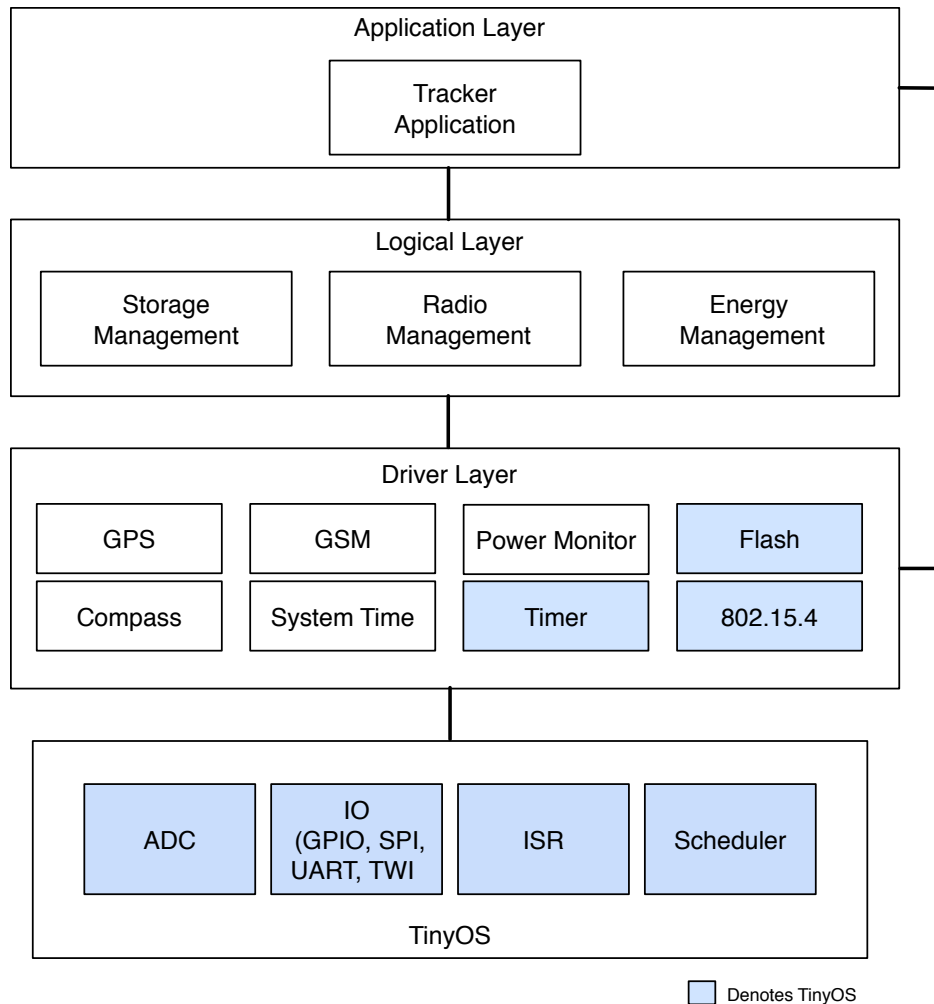 Application Layer
Tracker
Application
Logical Layer
Storage
Management
Radio
Management
Energy
Management
Driver Layer
GPS
GSM
Power Monitor
Flash
Compass
System Time
Timer
802.15.4
ADC
IO
(GPIO, SPI,
UART, TWI
ISR
Scheduler
TinyOS
Denotes TinyOS